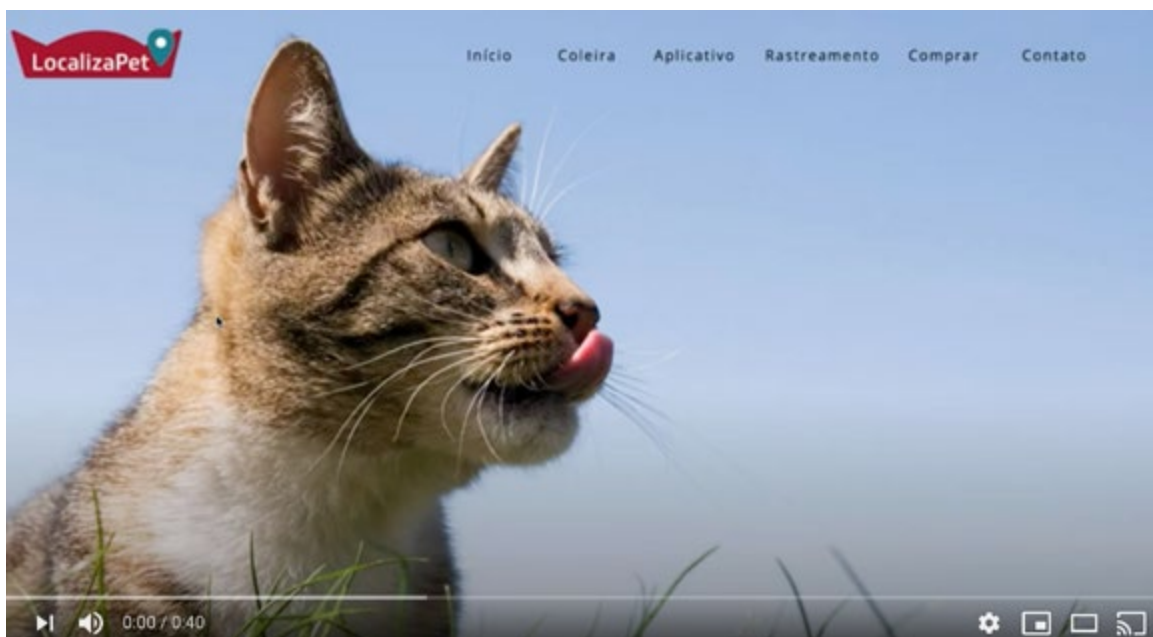 LocalizaPet
Início Coleira Aplicativo Rastreamento Comprar Contato
0:00 / 0:40